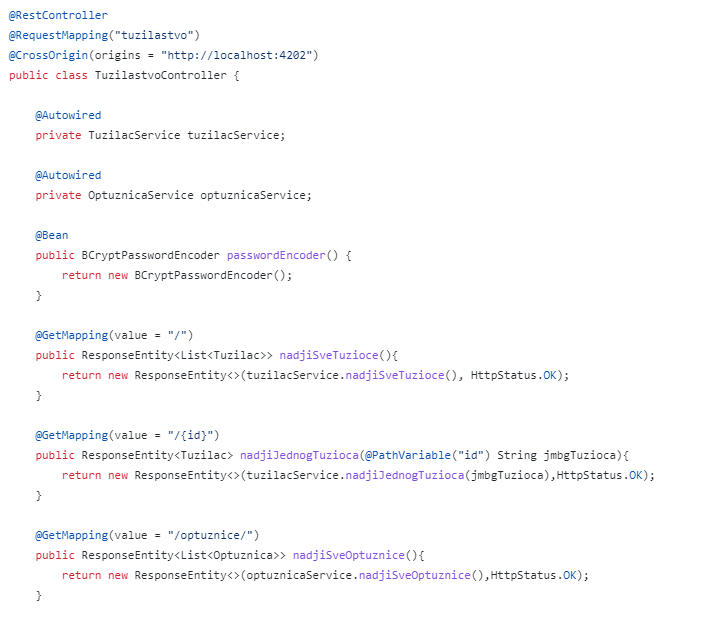 @RestController
@RequestMapping("tuzilastvo")
@CrossOrigin(origins = "http://localhost:4202")
public class TuzilastvoController {
@Autowired
private TuzilacService tuzilacService;
@Autowired
private OptuznicaService optuznicaService;
@Bean
public BCryptPasswordEncoder passwordEncoder() {
return new BCryptPasswordEncoder();
}
@GetMapping(value = "/")
public ResponseEntity<List<Tuzilac>> nadjiSveTuzioce(){
return new ResponseEntity<>(tuzilacService.nadjiSveTuzioce(), HttpStatus.OK);
}
@GetMapping(value = "/{id}")
public ResponseEntity<Tuzilac> nadjiJednogTuzioca(@PathVariable("id") String jmbgTuzioca){
return new ResponseEntity<>(tuzilacService.nadjiJednogTuzioca(jmbgTuzioca),HttpStatus.OK);
}
@GetMapping(value = "/optuznice/")
public ResponseEntity<List<Optuznica>> nadjiSveOptuznice(){
return new ResponseEntity<>(optuznicaService.nadjiSveOptuznice(),HttpStatus.OK);
}